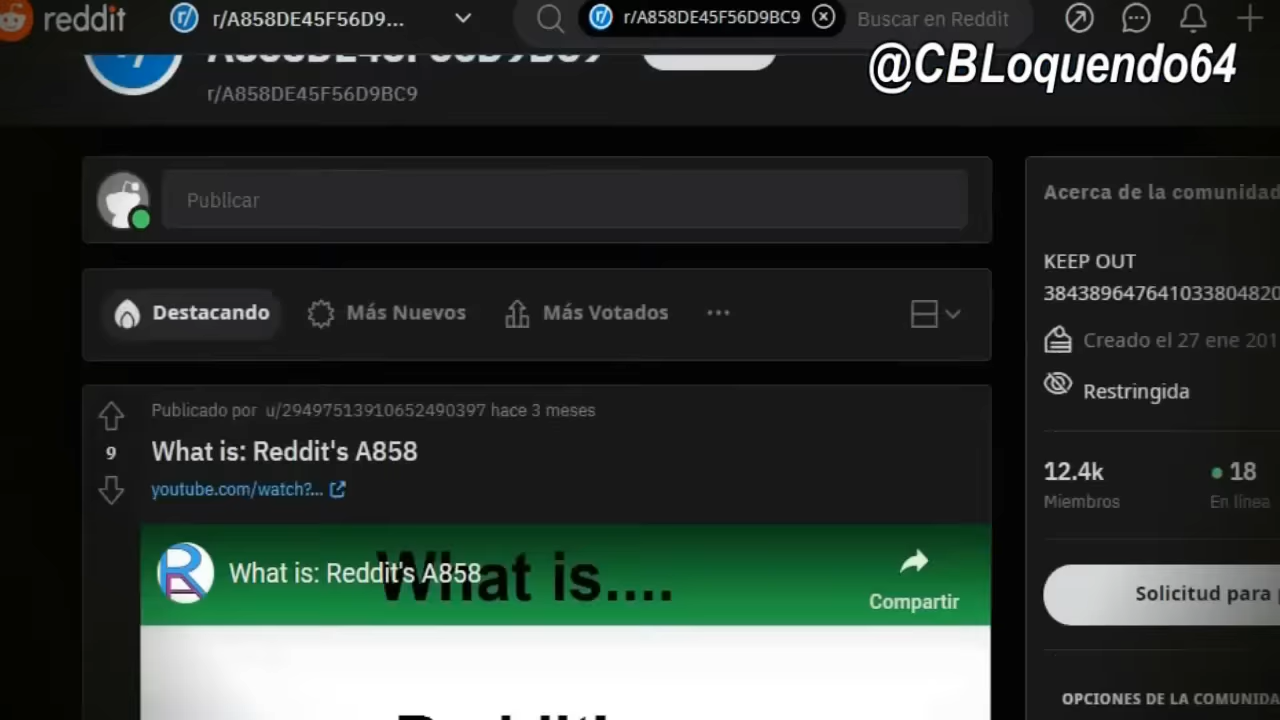 reddit
r/A858DE45F56D9...
r/A858DE45F56D9BC9
Buscar en Reddit
@CBLoquendo64
A858DE45F56D9BC9
r/A858DE45F56D9BC9
Publicar
Acerca de la comunidad
KEEP OUT
384389647641033804820
Creado el 27 ene 201
Restringida
Destacando
Más Nuevos
Más Votados
12.4k
18
Miembros
En línea
Solicitud para
OPCIONES DE LA COMUNIDA
Publicado por u/29497513910652490397 hace 3 meses
9
What is: Reddit's A858
youtube.com/watch?...
What is: Reddit's A858
What is....
Compartir